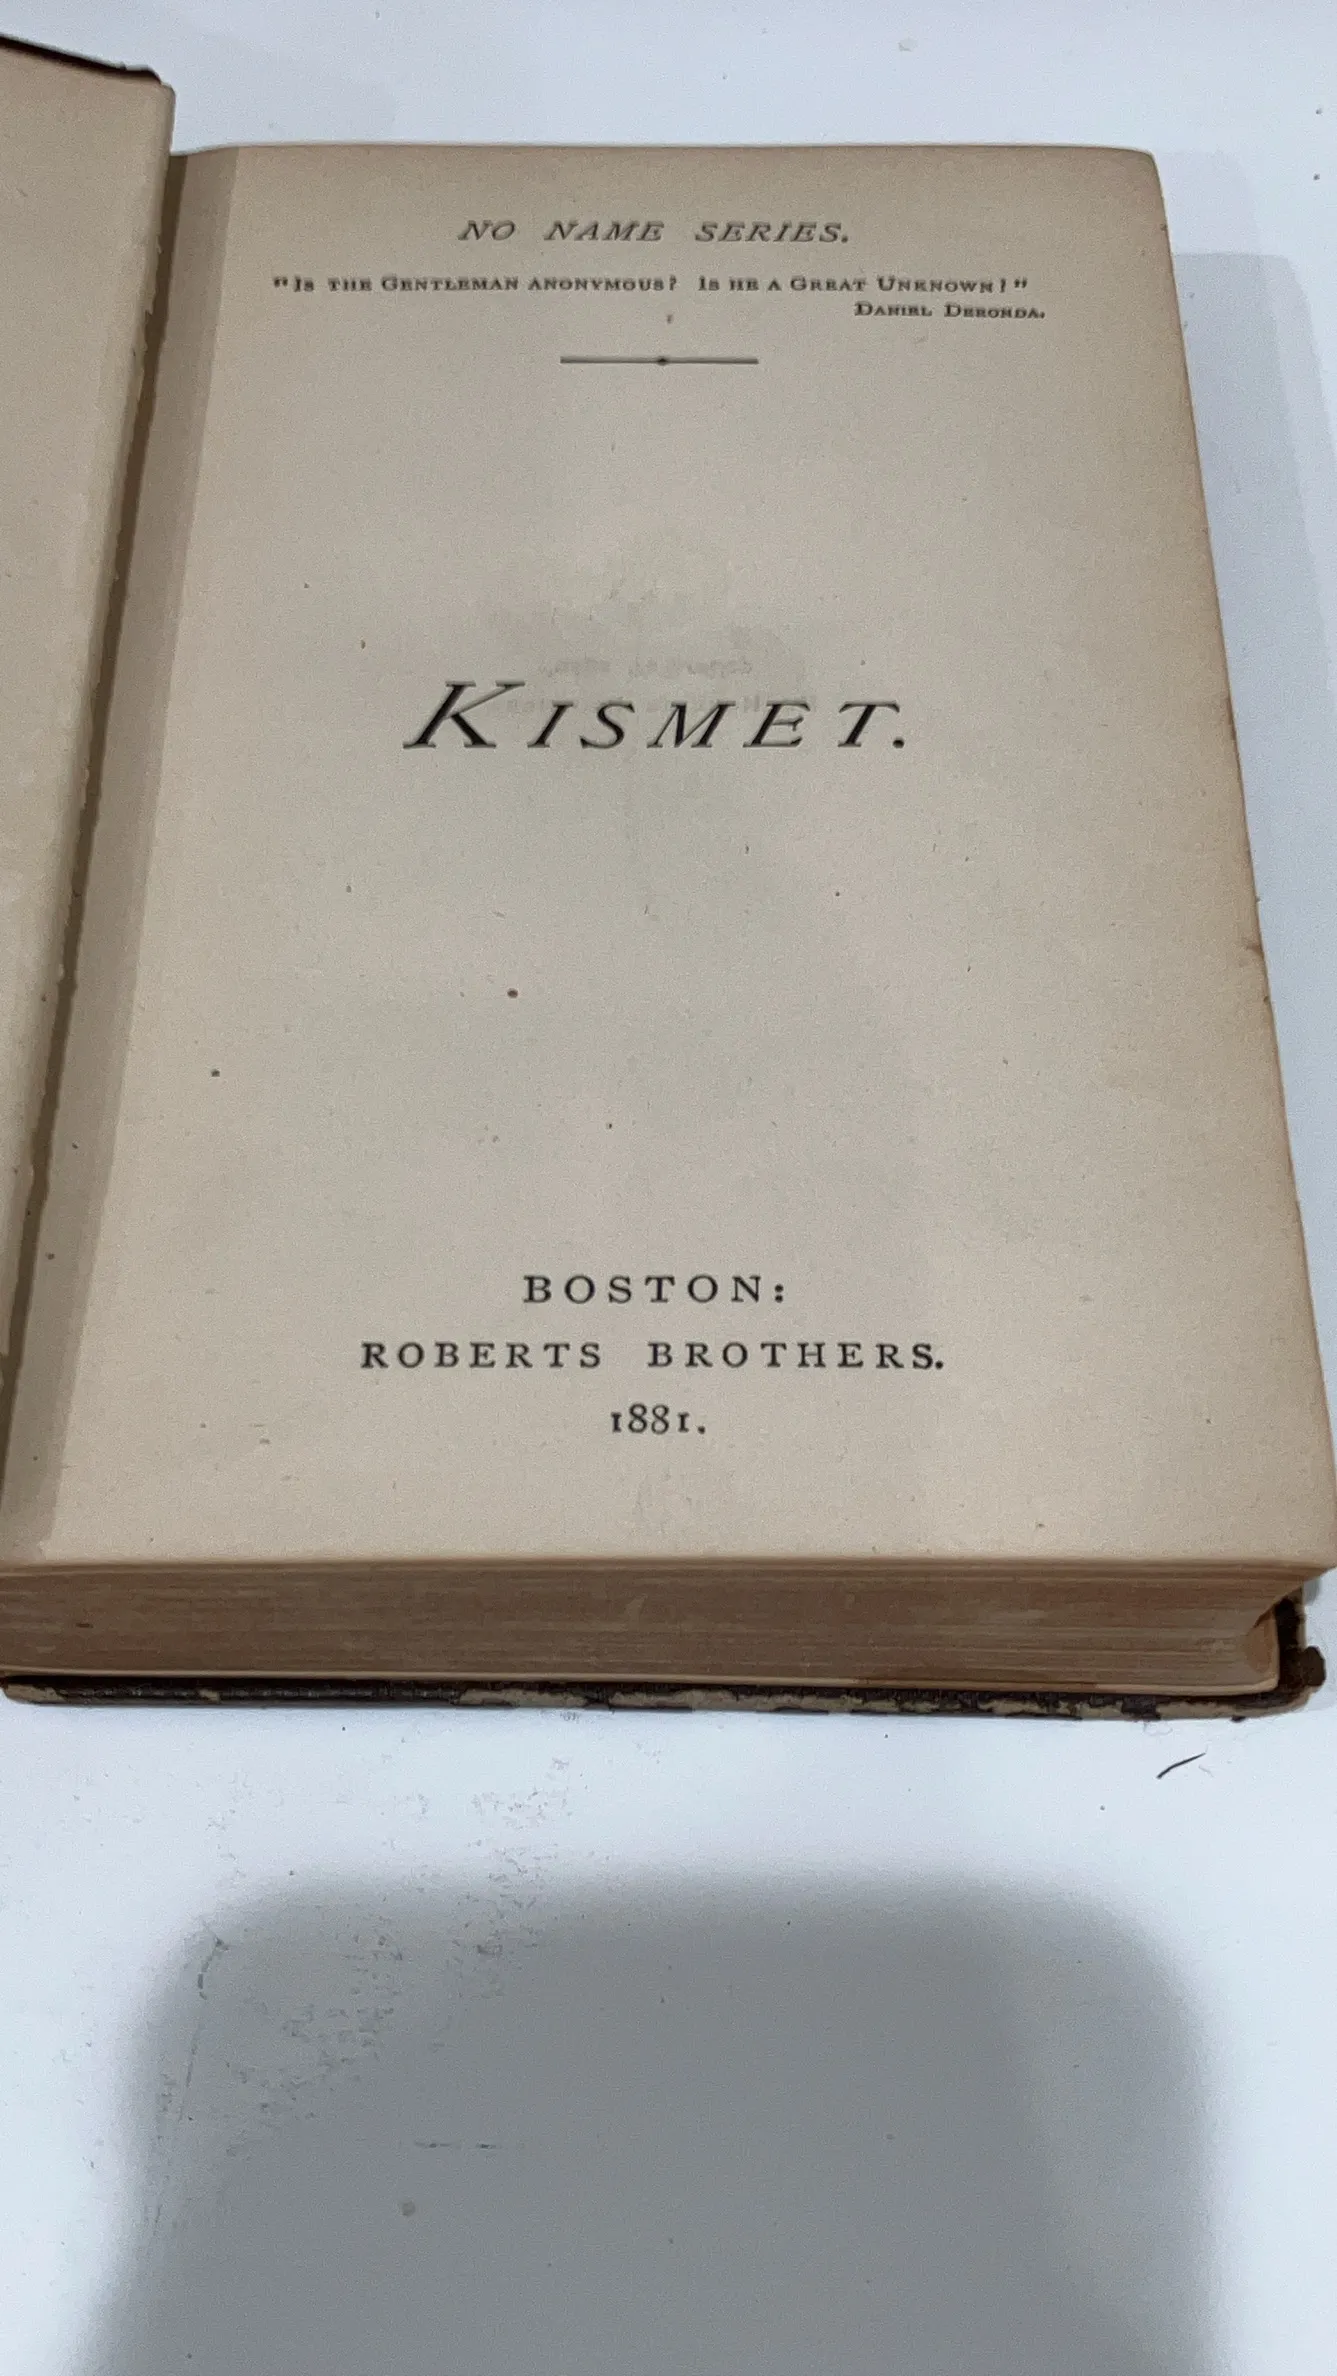 NO NAME SERIES.
"Is the Gentleman anonymous? Is he a Great Unknown?"
Daniel Deronda.
KISMET.
BOSTON:
ROBERTS BROTHERS.
1881.